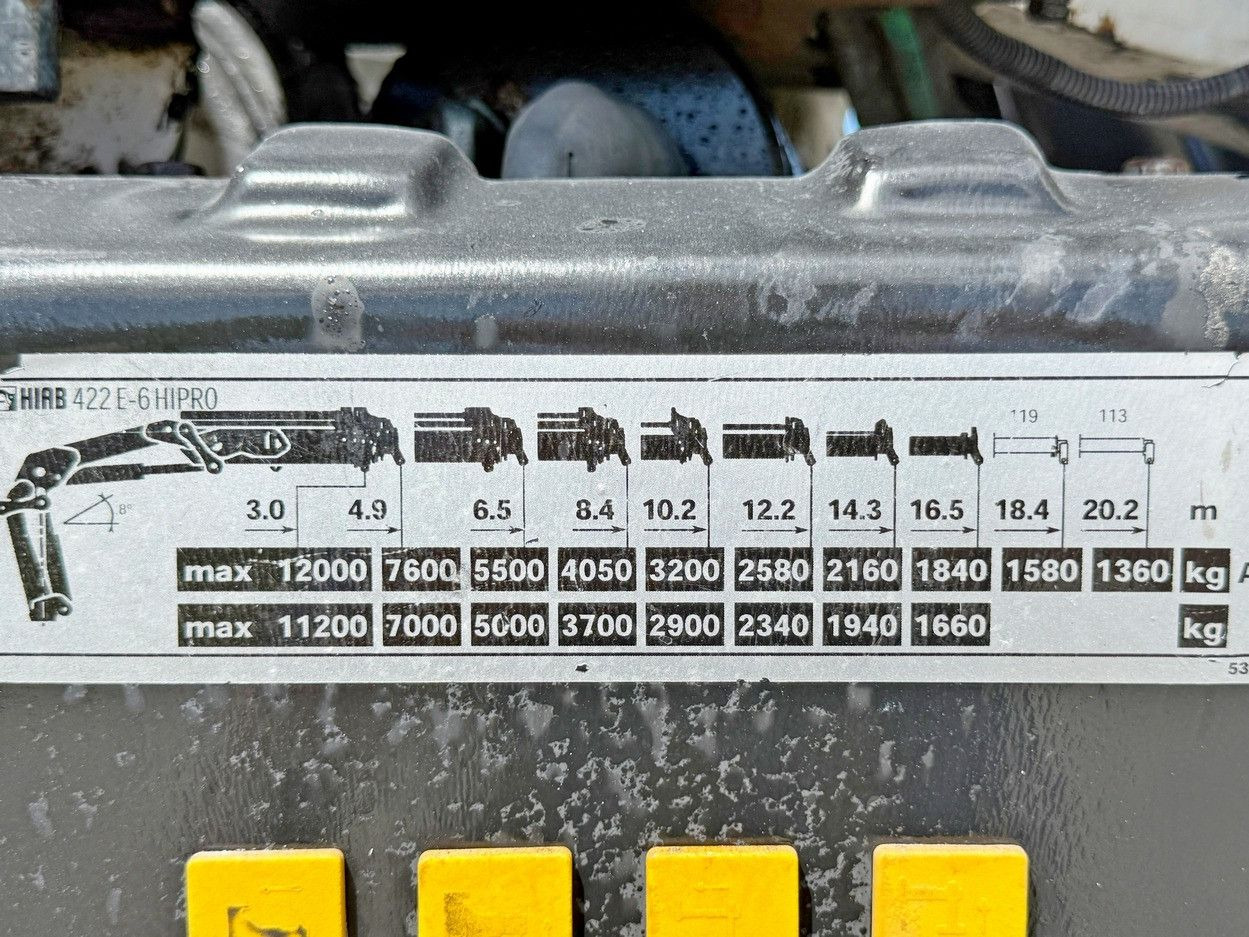 HIAB 422 E-6 HIPRO
119 113
8°
3.0 4.9 6.5 8.4 10.2 12.2 14.3 16.5 18.4 20.2 m
max 12000 7600 5500 4050 3200 2580 2160 1840 1580 1360 kg
max 11200 7000 5000 3700 2900 2340 1940 1660 kg
53